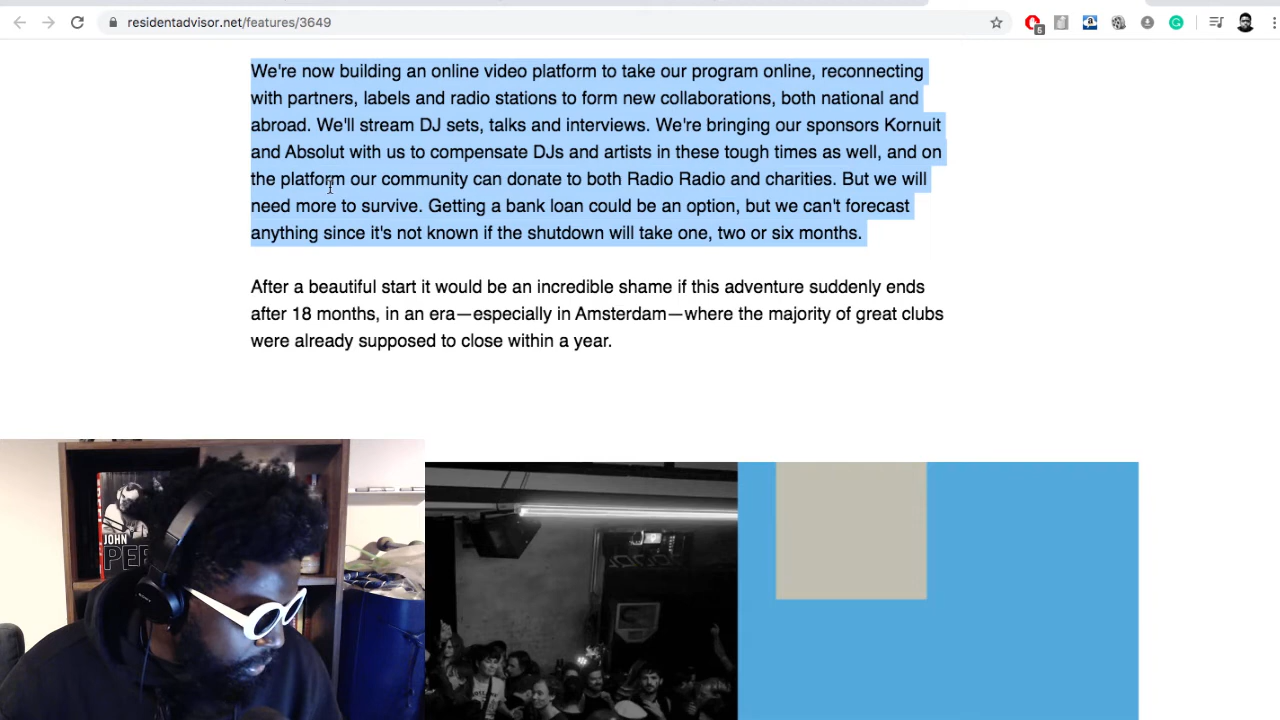 residentadvisor.net/features/3649
5
We're now building an online video platform to take our program online, reconnecting
with partners, labels and radio stations to form new collaborations, both national and
abroad. We'll stream DJ sets, talks and interviews. We're bringing our sponsors Kornuit
and Absolut with us to compensate DJs and artists in these tough times as well, and on
the platform our community can donate to both Radio Radio and charities. But we will
need more to survive. Getting a bank loan could be an option, but we can't forecast
anything since it's not known if the shutdown will take one, two or six months.
After a beautiful start it would be an incredible shame if this adventure suddenly ends
after 18 months, in an era—especially in Amsterdam—where the majority of great clubs
were already supposed to close within a year.
JOHN
SONY